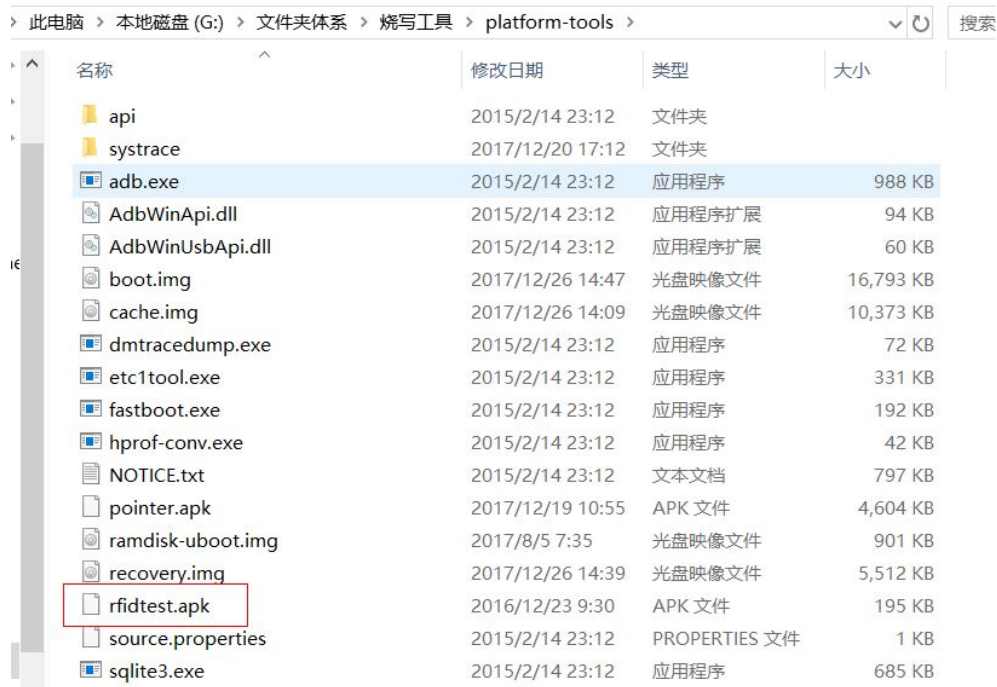 此电脑 > 本地磁盘 (G:) > 文件夹体系 > 烧写工具 > platform-tools > 搜索
名称 修改日期 类型 大小
api 2015/2/14 23:12 文件夹
systrace 2017/12/20 17:12 文件夹
adb.exe 2015/2/14 23:12 应用程序 988 KB
AdbWinApi.dll 2015/2/14 23:12 应用程序扩展 94 KB
AdbWinUsbApi.dll 2015/2/14 23:12 应用程序扩展 60 KB
boot.img 2017/12/26 14:47 光盘映像文件 16,793 KB
cache.img 2017/12/26 14:09 光盘映像文件 10,373 KB
dmtracedump.exe 2015/2/14 23:12 应用程序 72 KB
etc1tool.exe 2015/2/14 23:12 应用程序 331 KB
fastboot.exe 2015/2/14 23:12 应用程序 192 KB
hprof-conv.exe 2015/2/14 23:12 应用程序 42 KB
NOTICE.txt 2015/2/14 23:12 文本文档 797 KB
pointer.apk 2017/12/19 10:55 APK 文件 4,604 KB
ramdisk-uboot.img 2017/8/5 7:35 光盘映像文件 901 KB
recovery.img 2017/12/26 14:39 光盘映像文件 5,512 KB
rfidtest.apk 2016/12/23 9:30 APK 文件 195 KB
source.properties 2015/2/14 23:12 PROPERTIES 文件 1 KB
sqlite3.exe 2015/2/14 23:12 应用程序 685 KB